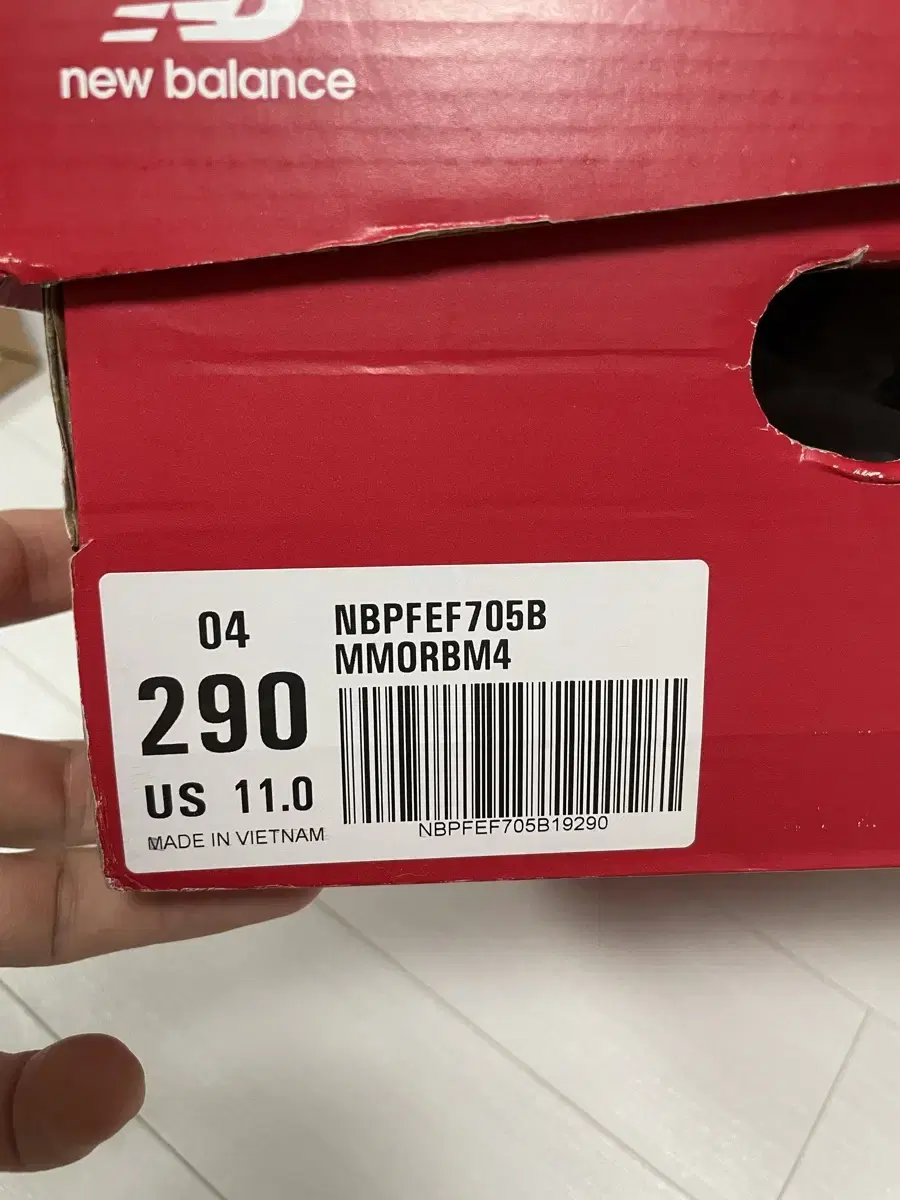 new balance
04
290
US 11.0
MADE IN VIETNAM
NBPFEF705B
MMORBM4
NBPFEF705B19290